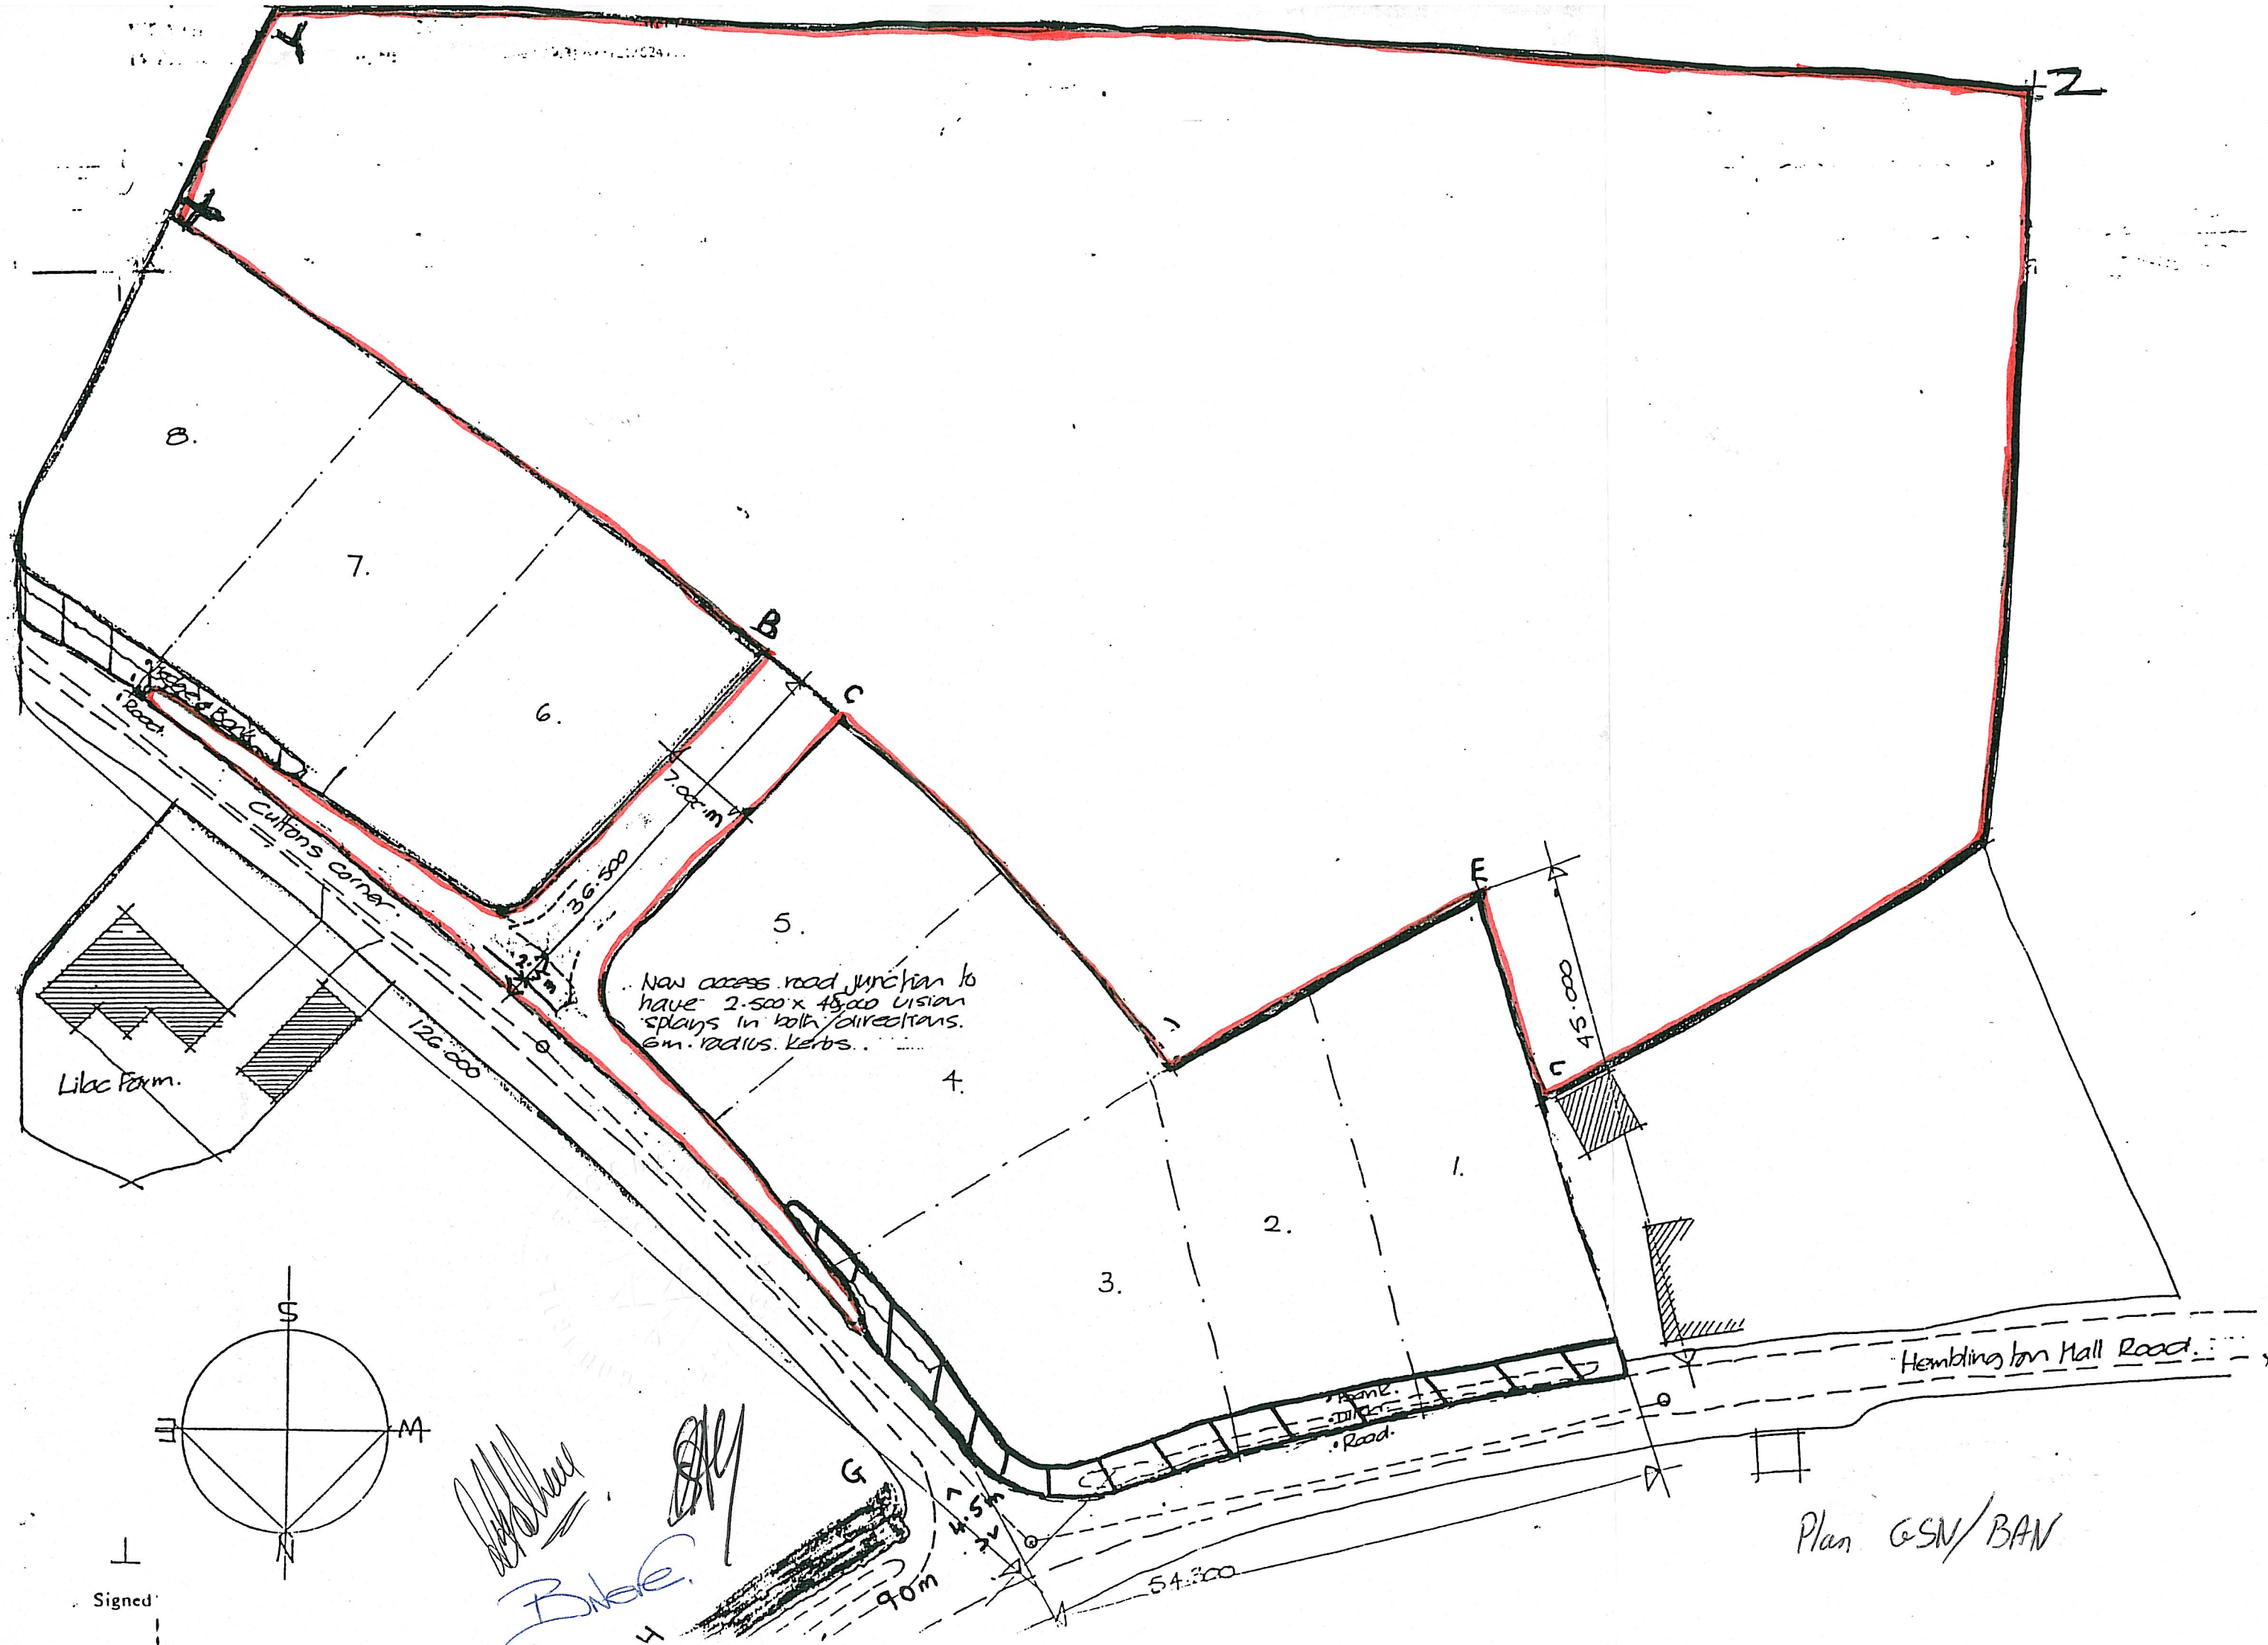 Y
Z
X
8.
7.
B
6.
C
Hedge & Bank
Road.
Cuttons Corner.
7.00.m
36.500
E
45.000
5.
New access road junction to
have 2.500 x 45.000 vision
splays in both directions.
6m. radius. kerbs.
4.
126.000
Lilac Farm.
1.
2.
3.
Hemblington Hall Road.
Bank.
Ditch.
Road.
S
E
W
N
G
4.5m
90m
H
54.300
Plan GSN/BAN
Signed